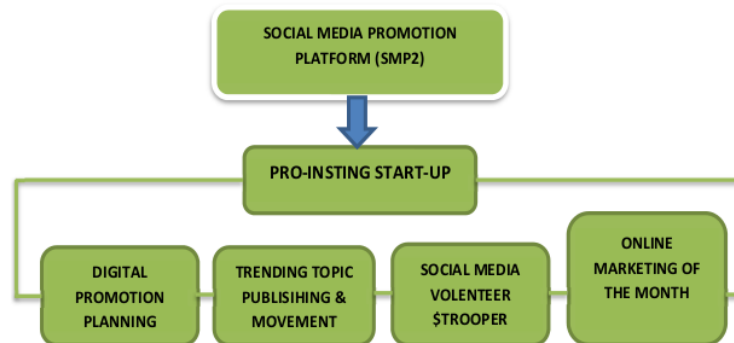 SOCIAL MEDIA PROMOTION
PLATFORM (SMP2)
PRO-INSTING START-UP
DIGITAL
PROMOTION
PLANNING
TRENDING TOPIC
PUBLISIHING &
MOVEMENT
SOCIAL MEDIA
VOLENTEER
$TROOPER
ONLINE
MARKETING OF
THE MONTH